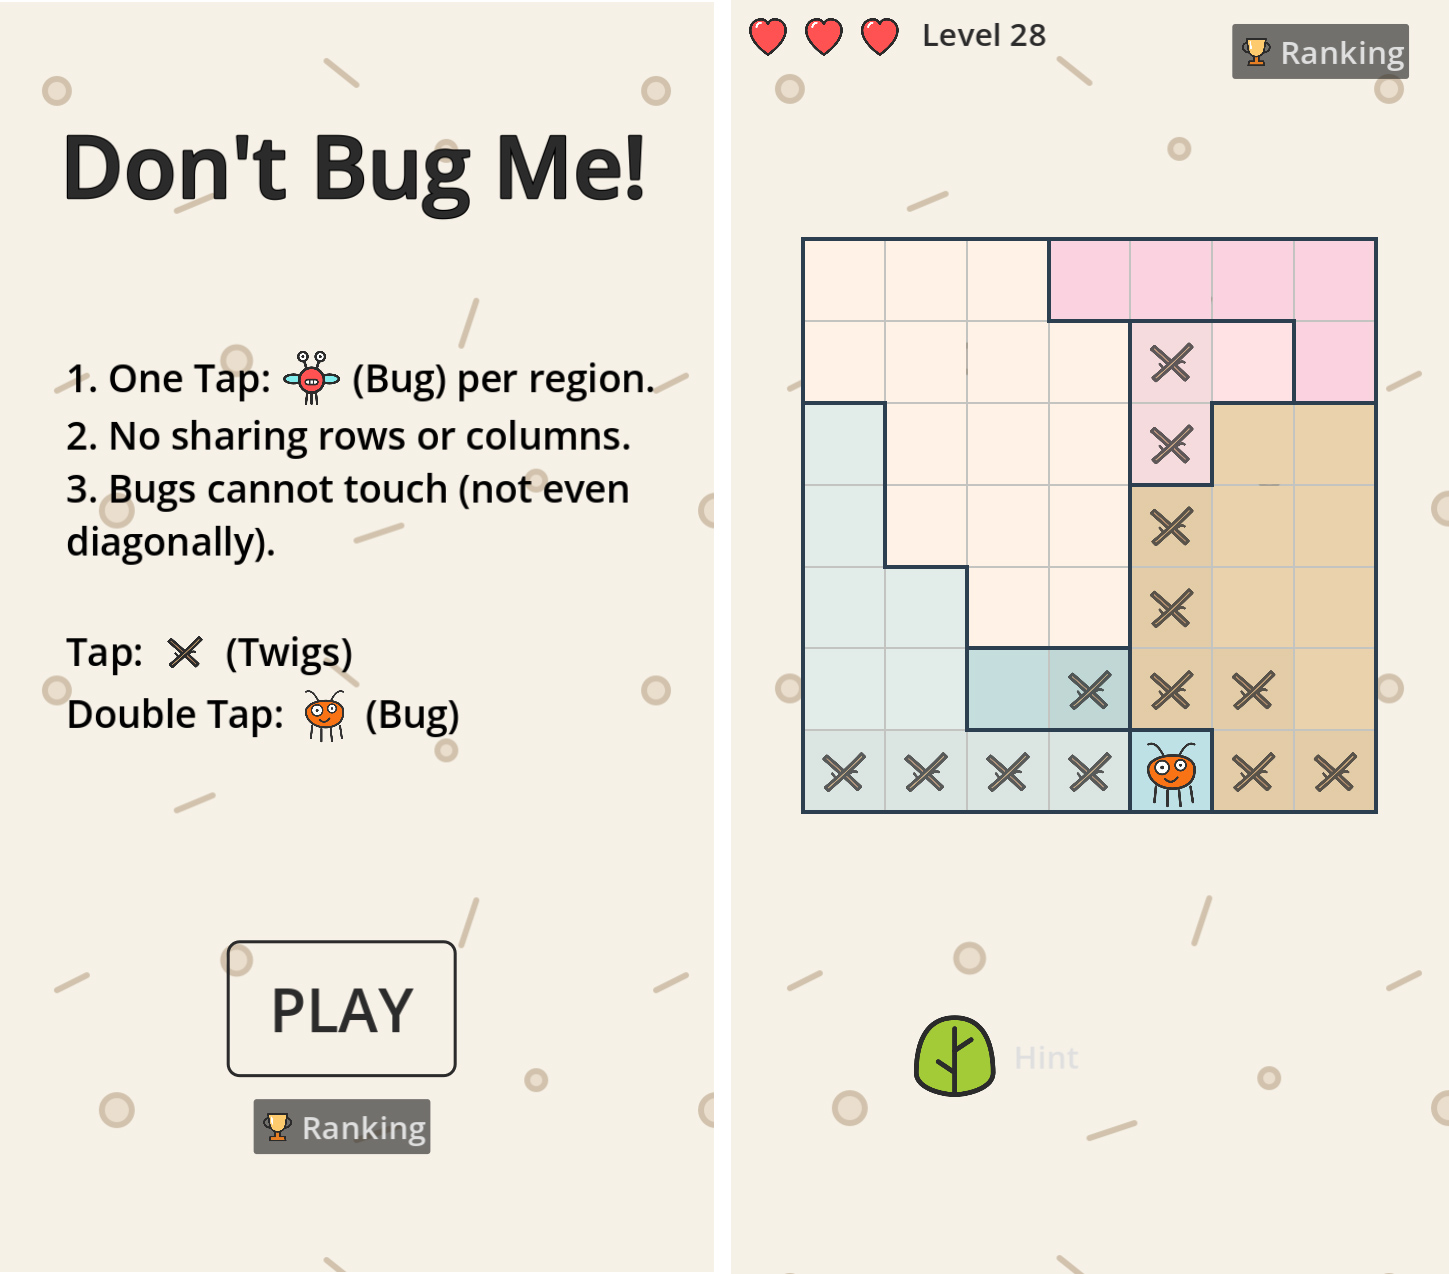 Don't Bug Me!
1. One Tap: (Bug) per region.
2. No sharing rows or columns.
3. Bugs cannot touch (not even
diagonally).
Tap: (Twigs)
Double Tap: (Bug)
PLAY
Ranking
Level 28
Ranking
Hint